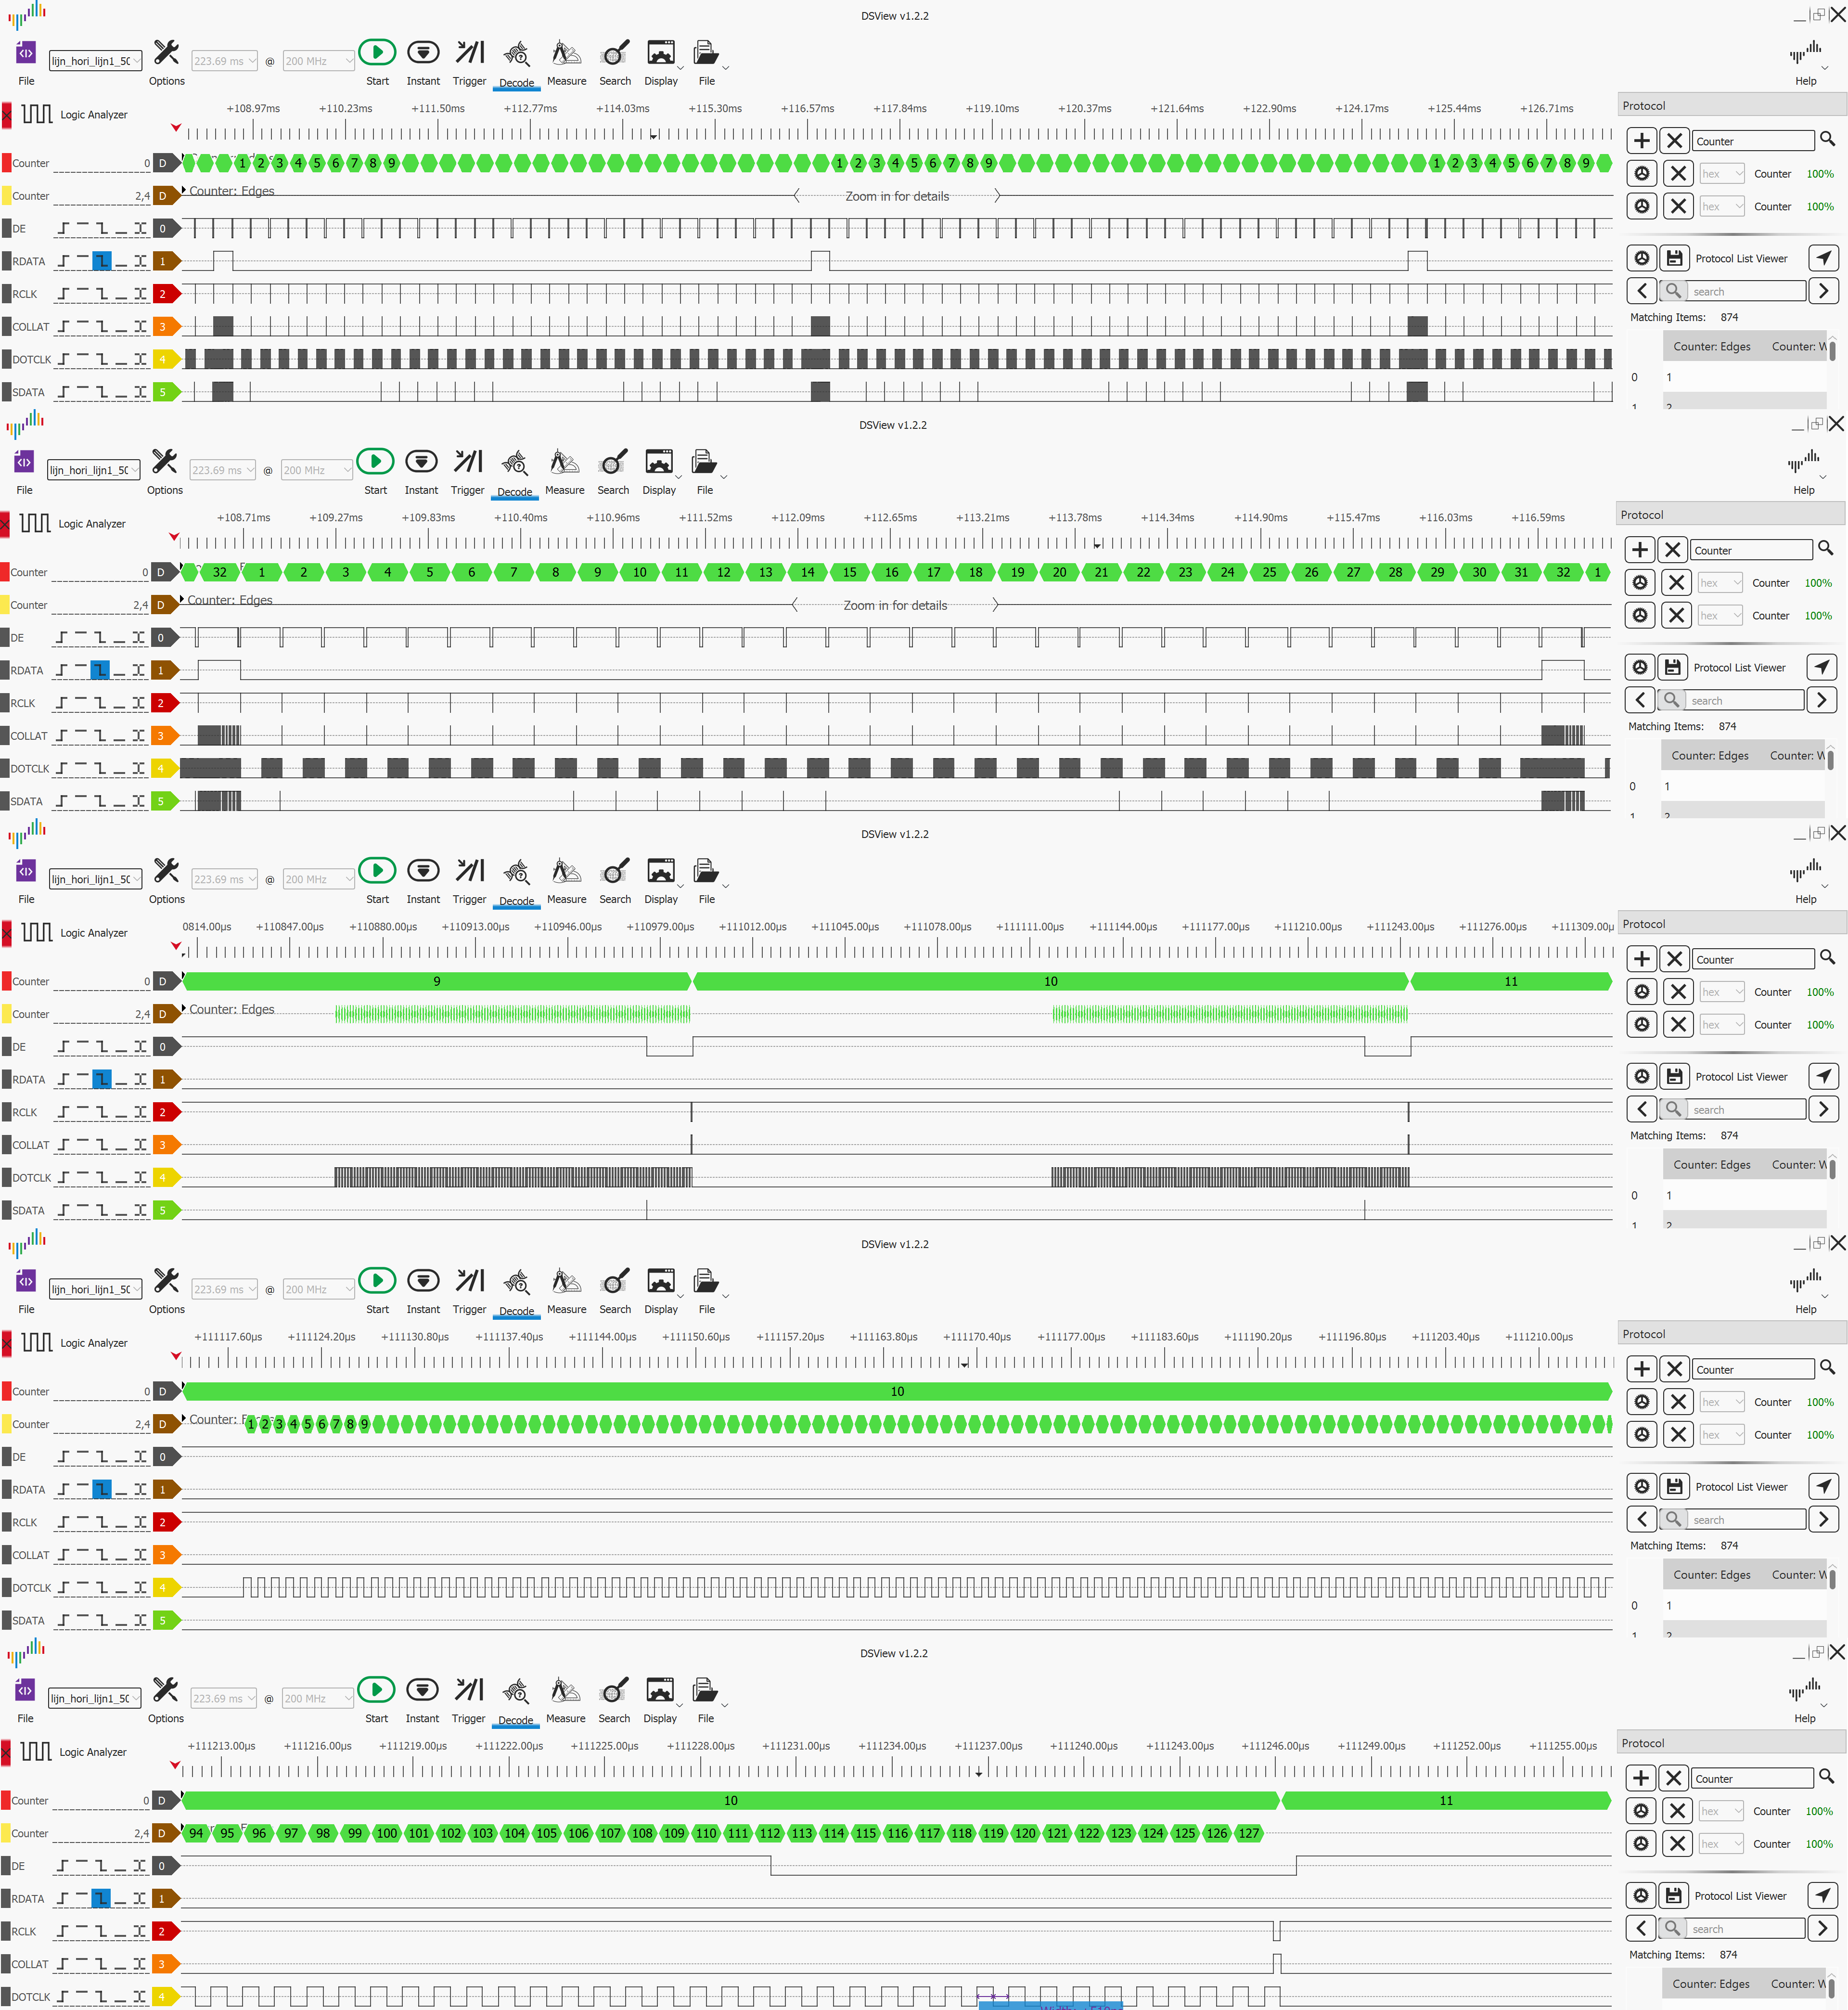 DSView v1.2.2
File lijn_hori_lijn1_50 Options 223.69 ms @ 200 MHz Start Instant Trigger Decode Measure Search Display File Help
Logic Analyzer +108.97ms +110.23ms +111.50ms +112.77ms +114.03ms +115.30ms +116.57ms +117.84ms +119.10ms +120.37ms +121.64ms +122.90ms +124.17ms +125.44ms +126.71ms Protocol
Counter
Counter 0 D 1 2 3 4 5 6 7 8 9 1 2 3 4 5 6 7 8 9 1 2 3 4 5 6 7 8 9 hex Counter 100%
Counter 2,4 D Counter: Edges Zoom in for details hex Counter 100%
DE 0
RDATA 1 Protocol List Viewer
RCLK 2 search
COLLAT 3 Matching Items: 874
DOTCLK 4 Counter: Edges Counter: W
SDATA 5 0 1
1 2
DSView v1.2.2
File lijn_hori_lijn1_50 Options 223.69 ms @ 200 MHz Start Instant Trigger Decode Measure Search Display File Help
Logic Analyzer +108.71ms +109.27ms +109.83ms +110.40ms +110.96ms +111.52ms +112.09ms +112.65ms +113.21ms +113.78ms +114.34ms +114.90ms +115.47ms +116.03ms +116.59ms Protocol
Counter
Counter 0 D 32 1 2 3 4 5 6 7 8 9 10 11 12 13 14 15 16 17 18 19 20 21 22 23 24 25 26 27 28 29 30 31 32 1 hex Counter 100%
Counter 2,4 D Counter: Edges Zoom in for details hex Counter 100%
DE 0
RDATA 1 Protocol List Viewer
RCLK 2 search
COLLAT 3 Matching Items: 874
DOTCLK 4 Counter: Edges Counter: W
SDATA 5 0 1
1 2
DSView v1.2.2
File lijn_hori_lijn1_50 Options 223.69 ms @ 200 MHz Start Instant Trigger Decode Measure Search Display File Help
Logic Analyzer 0814.00µs +110847.00µs +110880.00µs +110913.00µs +110946.00µs +110979.00µs +111012.00µs +111045.00µs +111078.00µs +111111.00µs +111144.00µs +111177.00µs +111210.00µs +111243.00µs +111276.00µs +111309.0µ Protocol
Counter
Counter 0 D 9 10 11 hex Counter 100%
Counter 2,4 D Counter: Edges hex Counter 100%
DE 0
RDATA 1 Protocol List Viewer
RCLK 2 search
COLLAT 3 Matching Items: 874
DOTCLK 4 Counter: Edges Counter: W
SDATA 5 0 1
1 2
DSView v1.2.2
File lijn_hori_lijn1_50 Options 223.69 ms @ 200 MHz Start Instant Trigger Decode Measure Search Display File Help
Logic Analyzer +111117.60µs +111124.20µs +111130.80µs +111137.40µs +111144.00µs +111150.60µs +111157.20µs +111163.80µs +111170.40µs +111177.00µs +111183.60µs +111190.20µs +111196.80µs +111203.40µs +111210.00µs Protocol
Counter
Counter 0 D 10 hex Counter 100%
Counter 2,4 D Counter: E 1 2 3 4 5 6 7 8 9 hex Counter 100%
DE 0
RDATA 1 Protocol List Viewer
RCLK 2 search
COLLAT 3 Matching Items: 874
DOTCLK 4 Counter: Edges Counter: W
SDATA 5 0 1
1 2
DSView v1.2.2
File lijn_hori_lijn1_50 Options 223.69 ms @ 200 MHz Start Instant Trigger Decode Measure Search Display File Help
Logic Analyzer +111213.00µs +111216.00µs +111219.00µs +111222.00µs +111225.00µs +111228.00µs +111231.00µs +111234.00µs +111237.00µs +111240.00µs +111243.00µs +111246.00µs +111249.00µs +111252.00µs +111255.00µs Protocol
Counter
Counter 0 D 10 11 hex Counter 100%
Counter 2,4 D 94 95 96 97 98 99 100 101 102 103 104 105 106 107 108 109 110 111 112 113 114 115 116 117 118 119 120 121 122 123 124 125 126 127 hex Counter 100%
DE 0
RDATA 1 Protocol List Viewer
RCLK 2 search
COLLAT 3 Matching Items: 874
DOTCLK 4 Counter: Edges Counter: W